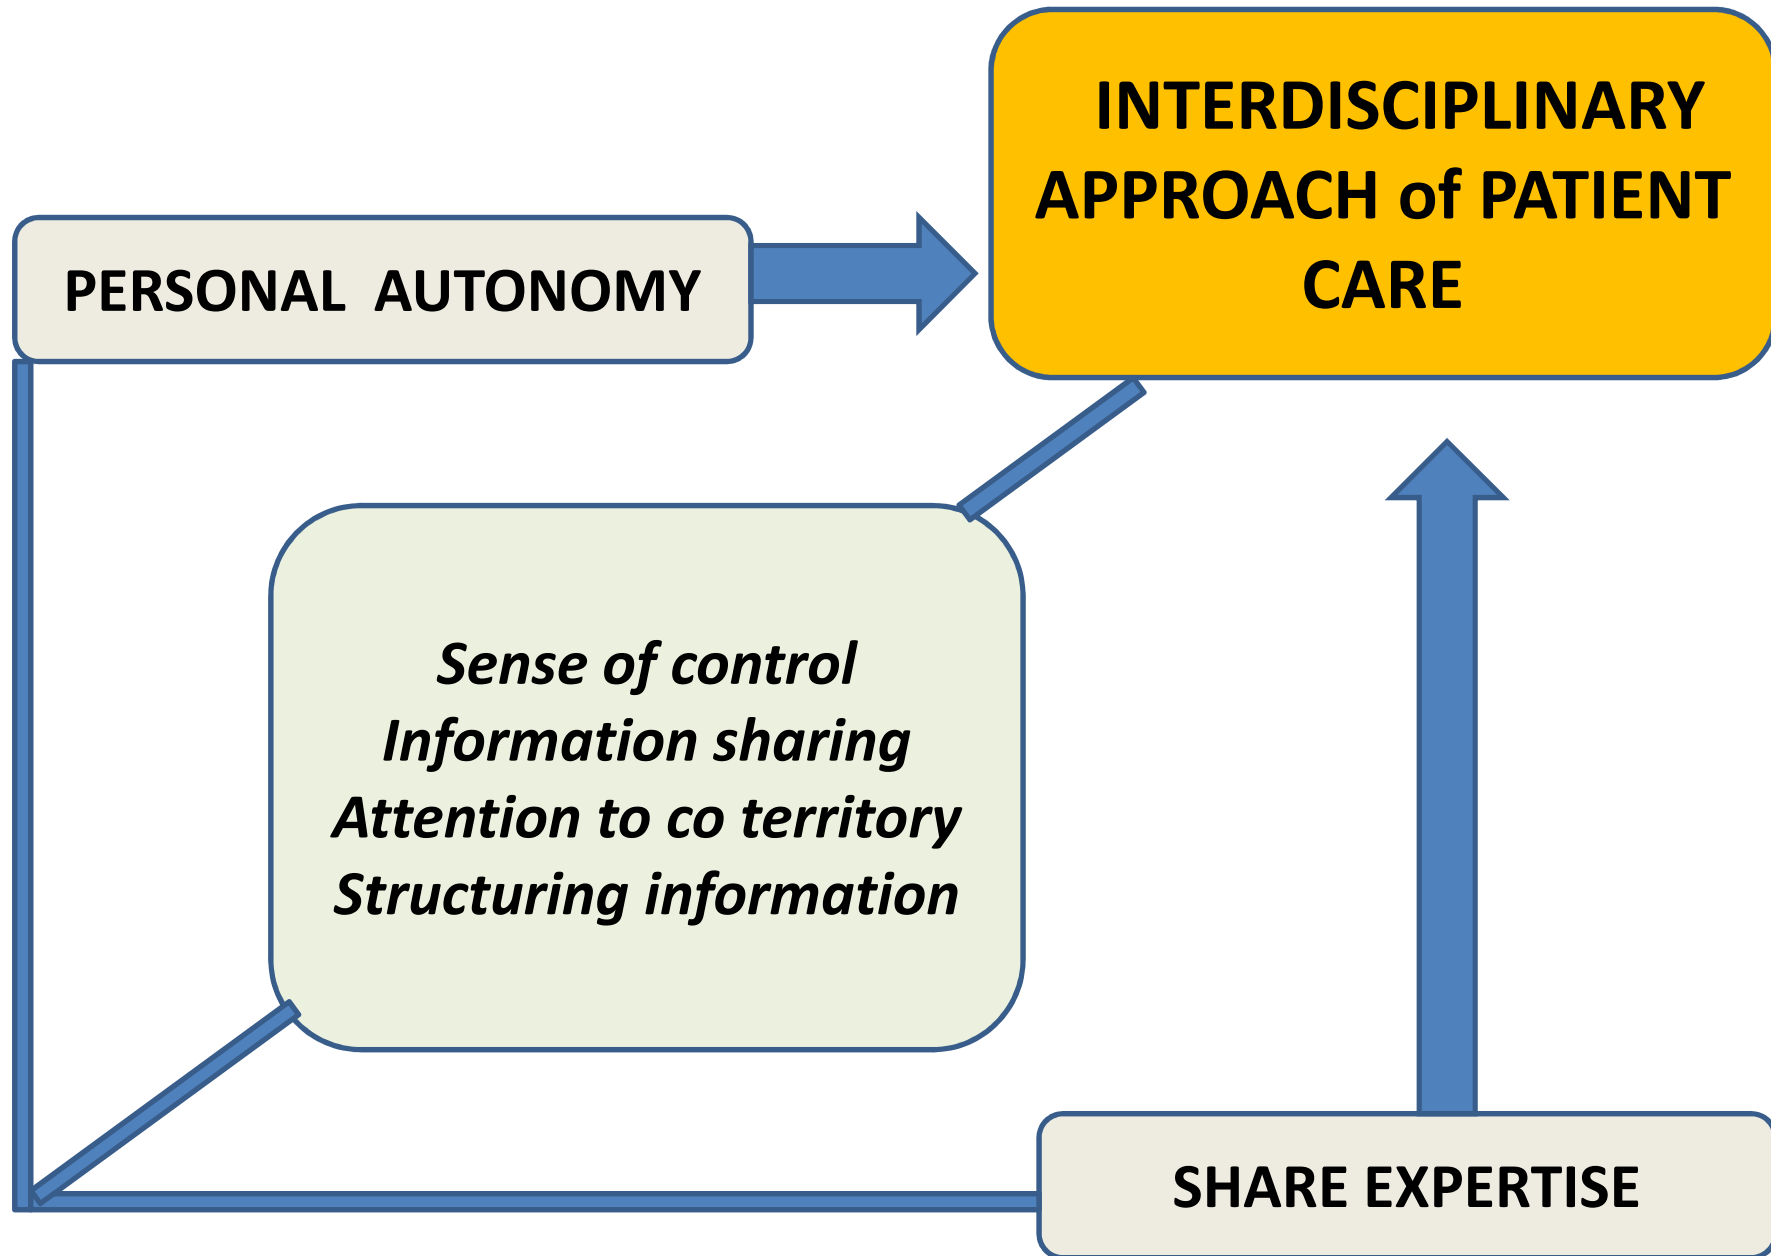 INTERDISCIPLINARY
APPROACH of PATIENT
CARE
PERSONAL AUTONOMY
Sense of control
Information sharing
Attention to co territory
Structuring information
SHARE EXPERTISE